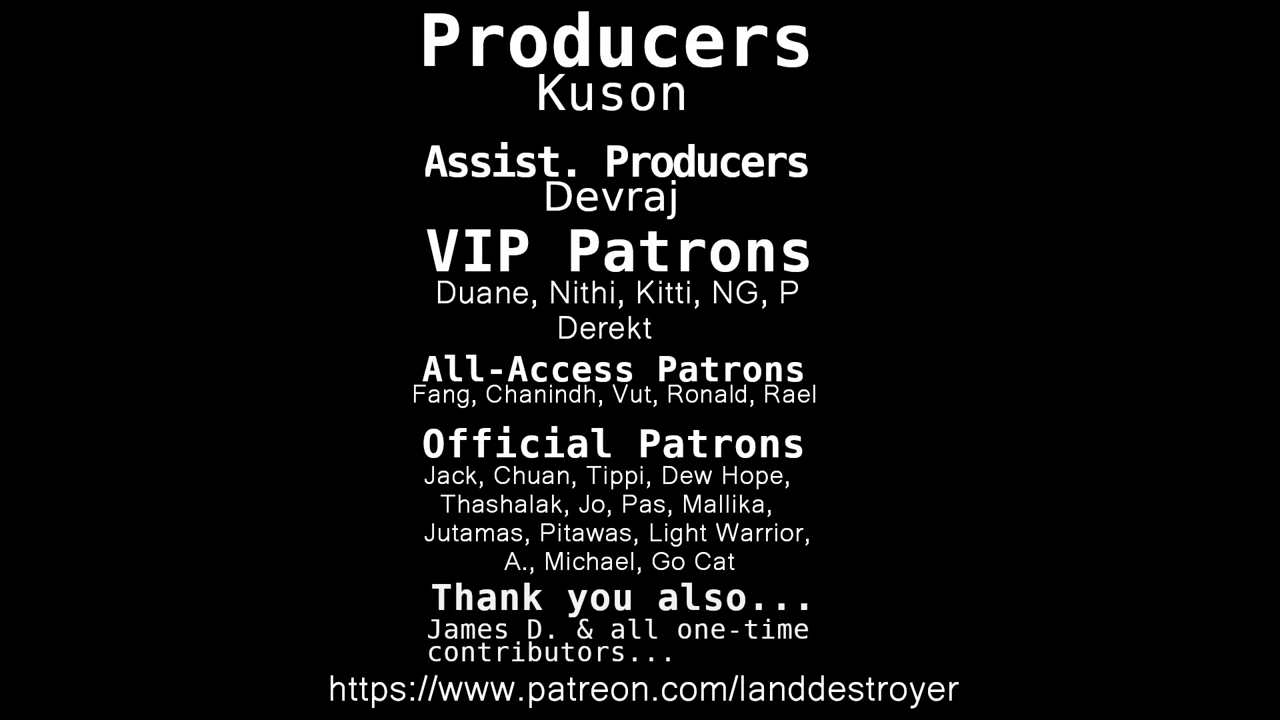 Producers
Kuson
Assist. Producers
Devraj
VIP Patrons
Duane, Nithi, Kitti, NG, P
Derekt
All-Access Patrons
Fang, Chanindh, Vut, Ronald, Rael
Official Patrons
Jack, Chuan, Tippi, Dew Hope,
Thashalak, Jo, Pas, Mallika,
Jutamas, Pitawas, Light Warrior,
A., Michael, Go Cat
Thank you also...
James D. & all one-time
contributors...
https://www.patreon.com/landdestroyer